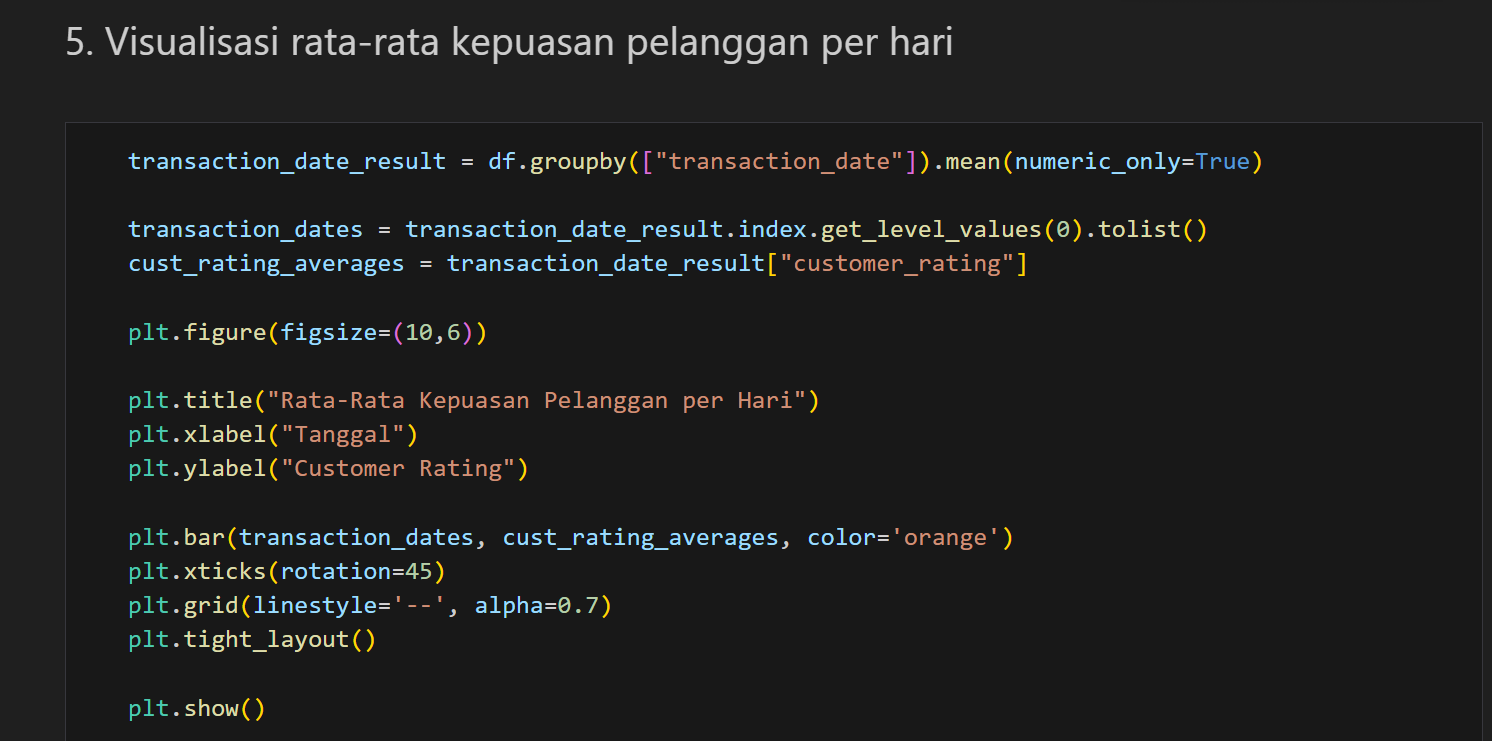 5. Visualisasi rata-rata kepuasan pelanggan per hari
transaction_date_result = df.groupby(["transaction_date"]).mean(numeric_only=True)
transaction_dates = transaction_date_result.index.get_level_values(0).tolist()
cust_rating_averages = transaction_date_result["customer_rating"]
plt.figure(figsize=(10,6))
plt.title("Rata-Rata Kepuasan Pelanggan per Hari")
plt.xlabel("Tanggal")
plt.ylabel("Customer Rating")
plt.bar(transaction_dates, cust_rating_averages, color='orange')
plt.xticks(rotation=45)
plt.grid(linestyle='--', alpha=0.7)
plt.tight_layout()
plt.show()